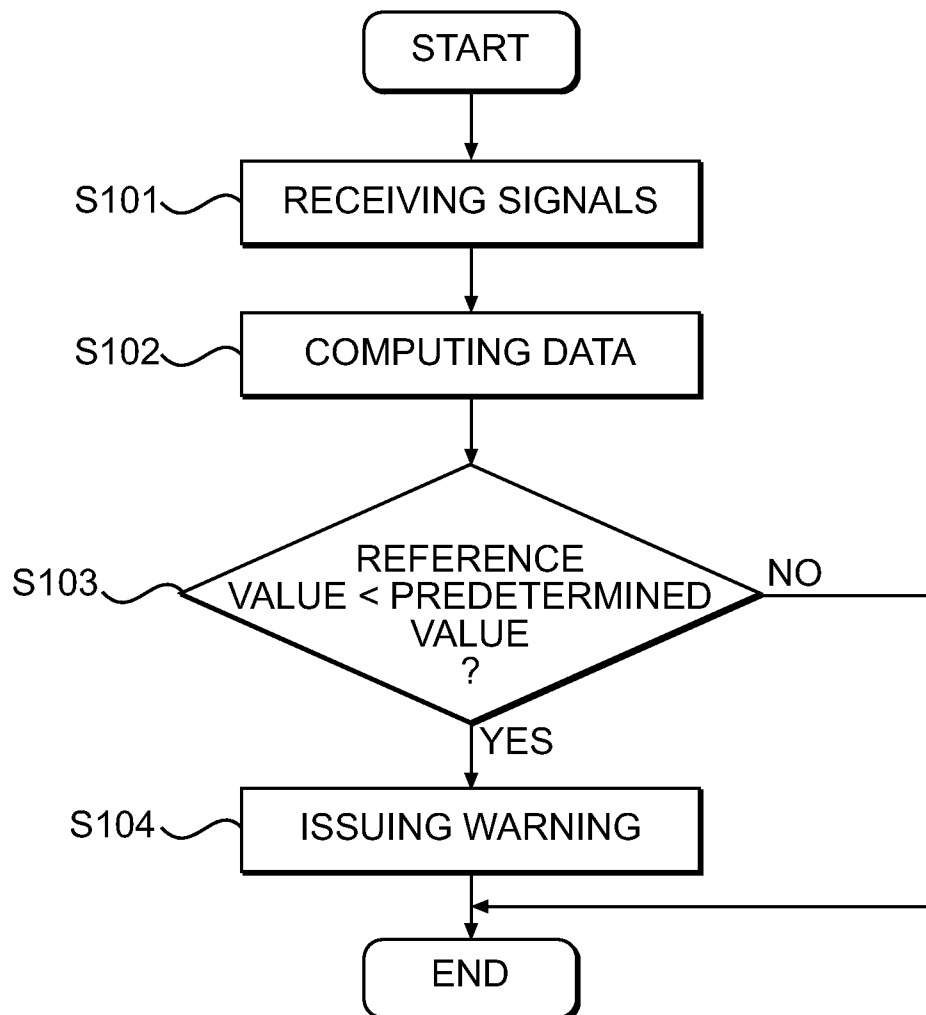 START
S101
RECEIVING SIGNALS
S102
COMPUTING DATA
S103
REFERENCE
VALUE < PREDETERMINED
VALUE
?
NO
YES
S104
ISSUING WARNING
END